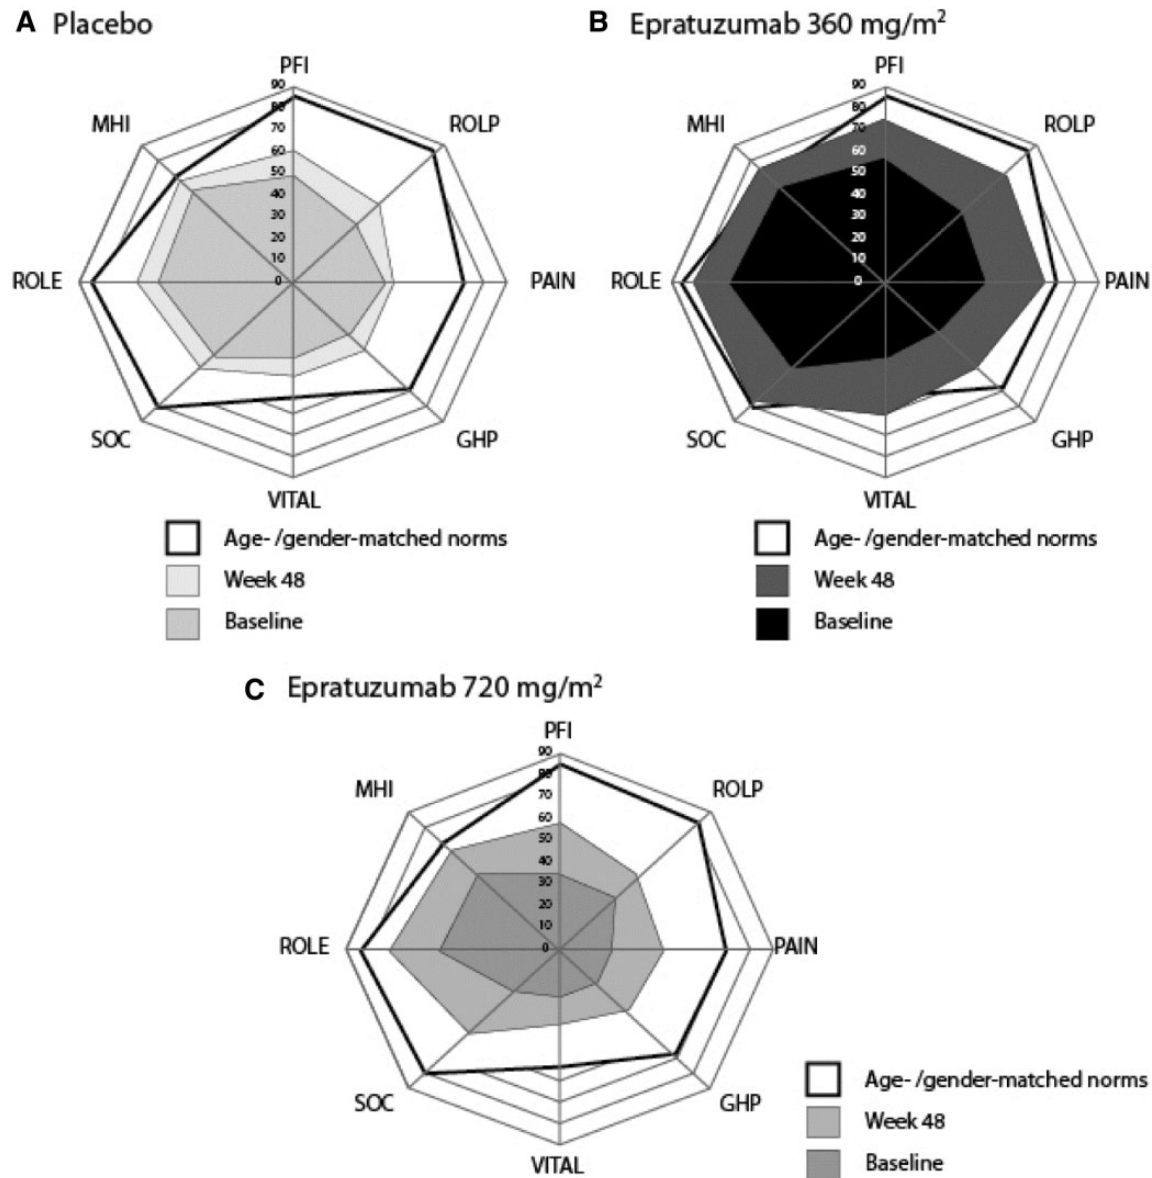 A Placebo
PFI
ROLP
PAIN
GHP
VITAL
SOC
ROLE
MHI
90
80
70
60
50
40
30
20
10
0
Age- /gender-matched norms
Week 48
Baseline
B Epratuzumab 360 mg/m²
PFI
ROLP
PAIN
GHP
VITAL
SOC
ROLE
MHI
90
80
70
60
50
40
30
20
10
0
Age- /gender-matched norms
Week 48
Baseline
C Epratuzumab 720 mg/m²
PFI
ROLP
PAIN
GHP
VITAL
SOC
ROLE
MHI
90
80
70
60
50
40
30
20
10
0
Age- /gender-matched norms
Week 48
Baseline